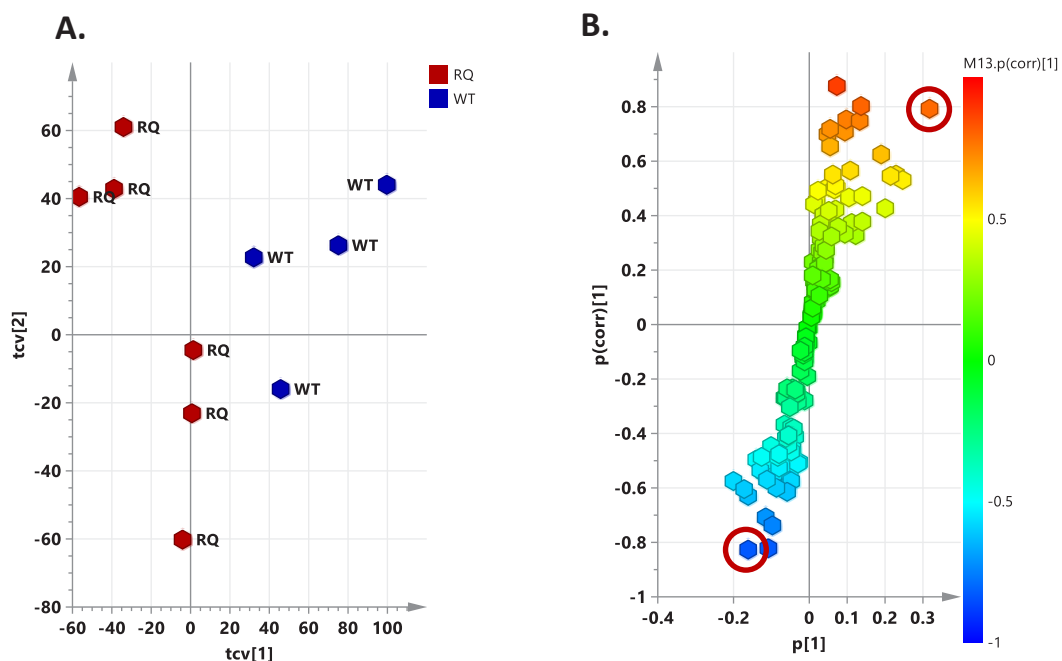 A.
RQ
WT
60
40
20
0
-20
-40
-60
-80
-60
-40
-20
0
20
40
60
80
100
tcv[2]
tcv[1]
RQ
RQ
RQ
WT
WT
WT
RQ
RQ
WT
RQ
B.
M13.p(corr)[1]
0.8
0.6
0.4
0.2
0
-0.2
-0.4
-0.6
-0.8
-1
-0.4
-0.2
0
0.1
0.2
0.3
p(corr)[1]
p[1]
0.5
0
-0.5
-1